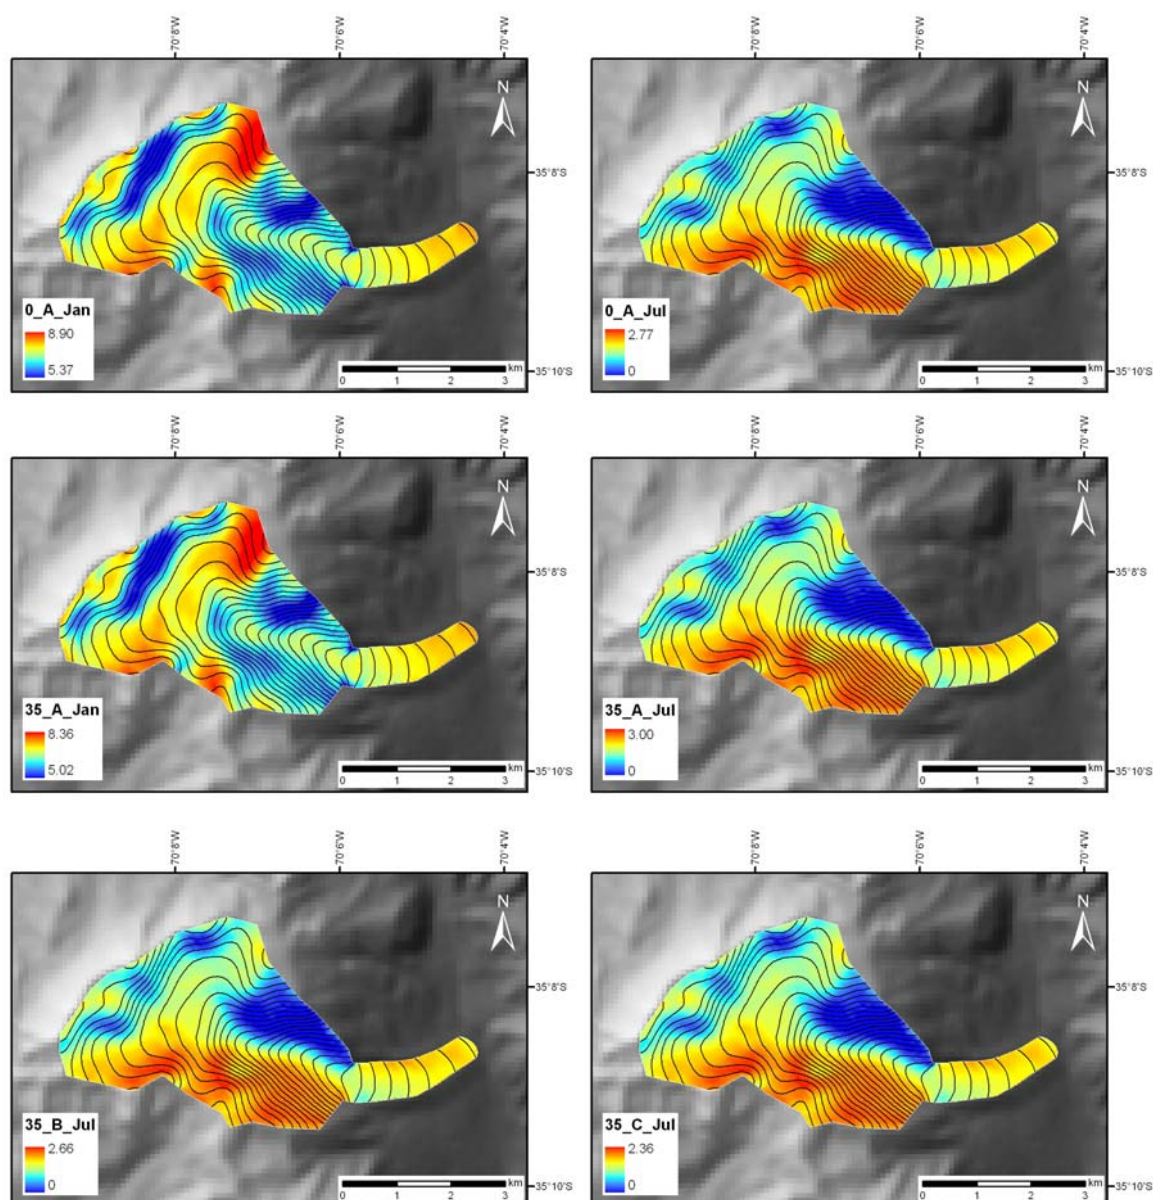 70°8'W 70°6'W 70°4'W 70°8'W 70°6'W 70°4'W
N N
35°8'S 35°8'S
0_A_Jan 0_A_Jul
8.90 2.77
5.37 0
km km
0 1 2 3 0 1 2 3
35°10'S 35°10'S
70°8'W 70°6'W 70°4'W 70°8'W 70°6'W 70°4'W
N N
35°8'S 35°8'S
35_A_Jan 35_A_Jul
8.36 3.00
5.02 0
km km
0 1 2 3 0 1 2 3
35°10'S 35°10'S
70°8'W 70°6'W 70°4'W 70°8'W 70°6'W 70°4'W
N N
35°8'S 35°8'S
35_B_Jul 35_C_Jul
2.66 2.36
0 0
km km
0 1 2 3 0 1 2 3
35°10'S 35°10'S